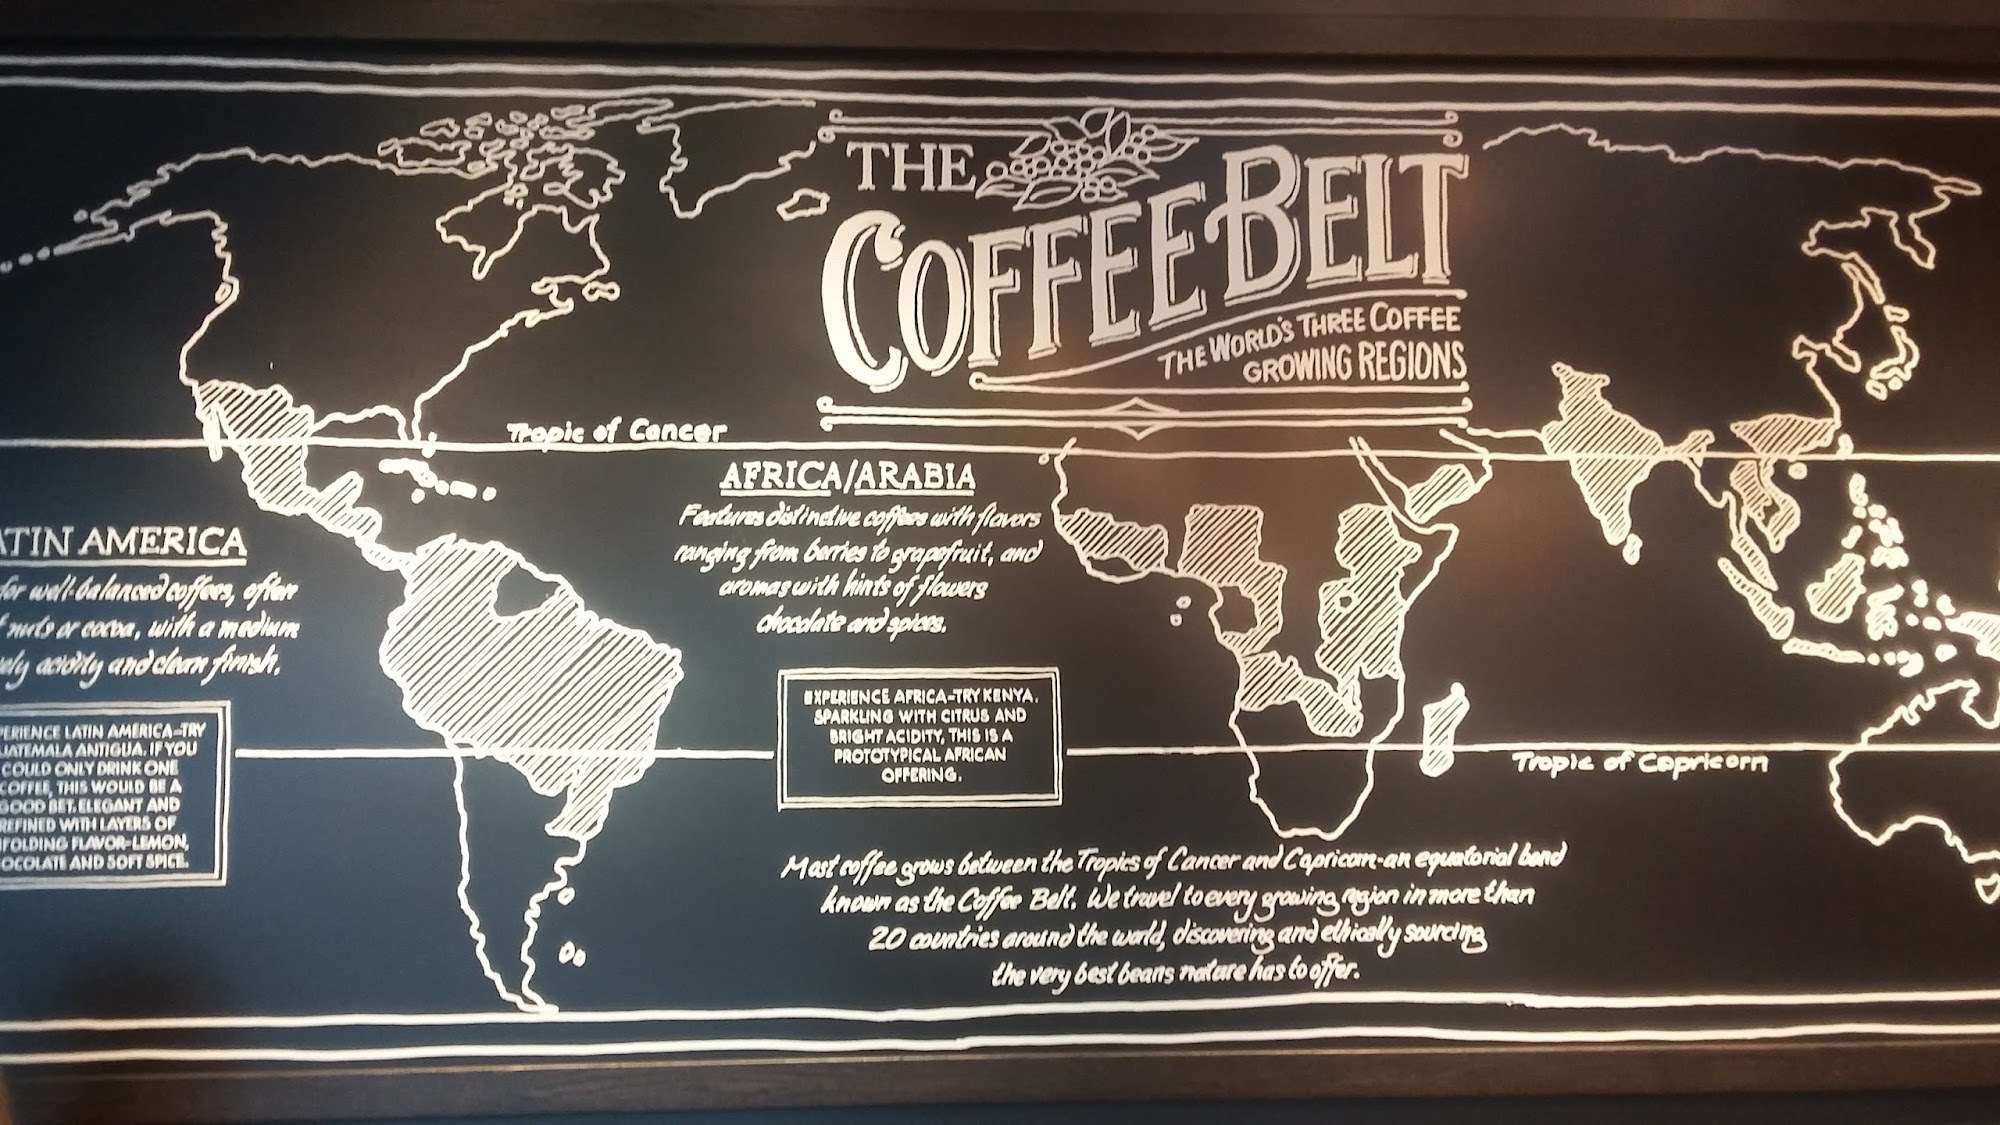 THE
COFFEE BELT
THE WORLD'S THREE COFFEE
GROWING REGIONS
Tropic of Cancer
AFRICA/ARABIA
Features distinctive coffees with flavors
ranging from berries to grapefruit, and
aromas with hints of flowers
chocolate and spices.
EXPERIENCE AFRICA-TRY KENYA.
SPARKLING WITH CITRUS AND
BRIGHT ACIDITY, THIS IS A
PROTOTYPICAL AFRICAN
OFFERING.
ATIN AMERICA
for well-balanced coffees, often
nuts or cocoa, with a medium
ely acidity and clean finish.
PERIENCE LATIN AMERICA-TRY
UATEMALA ANTIGUA. IF YOU
COULD ONLY DRINK ONE
COFFEE, THIS WOULD BE A
GOOD BET. ELEGANT AND
REFINED WITH LAYERS OF
FOLDING FLAVOR-LEMON,
OCOLATE AND SOFT SPICE.
Tropic of Capricorn
Most coffee grows between the Tropics of Cancer and Capricorn-an equatorial band
known as the Coffee Belt. We travel to every growing region in more than
20 countries around the world, discovering and ethically sourcing
the very best beans nature has to offer.